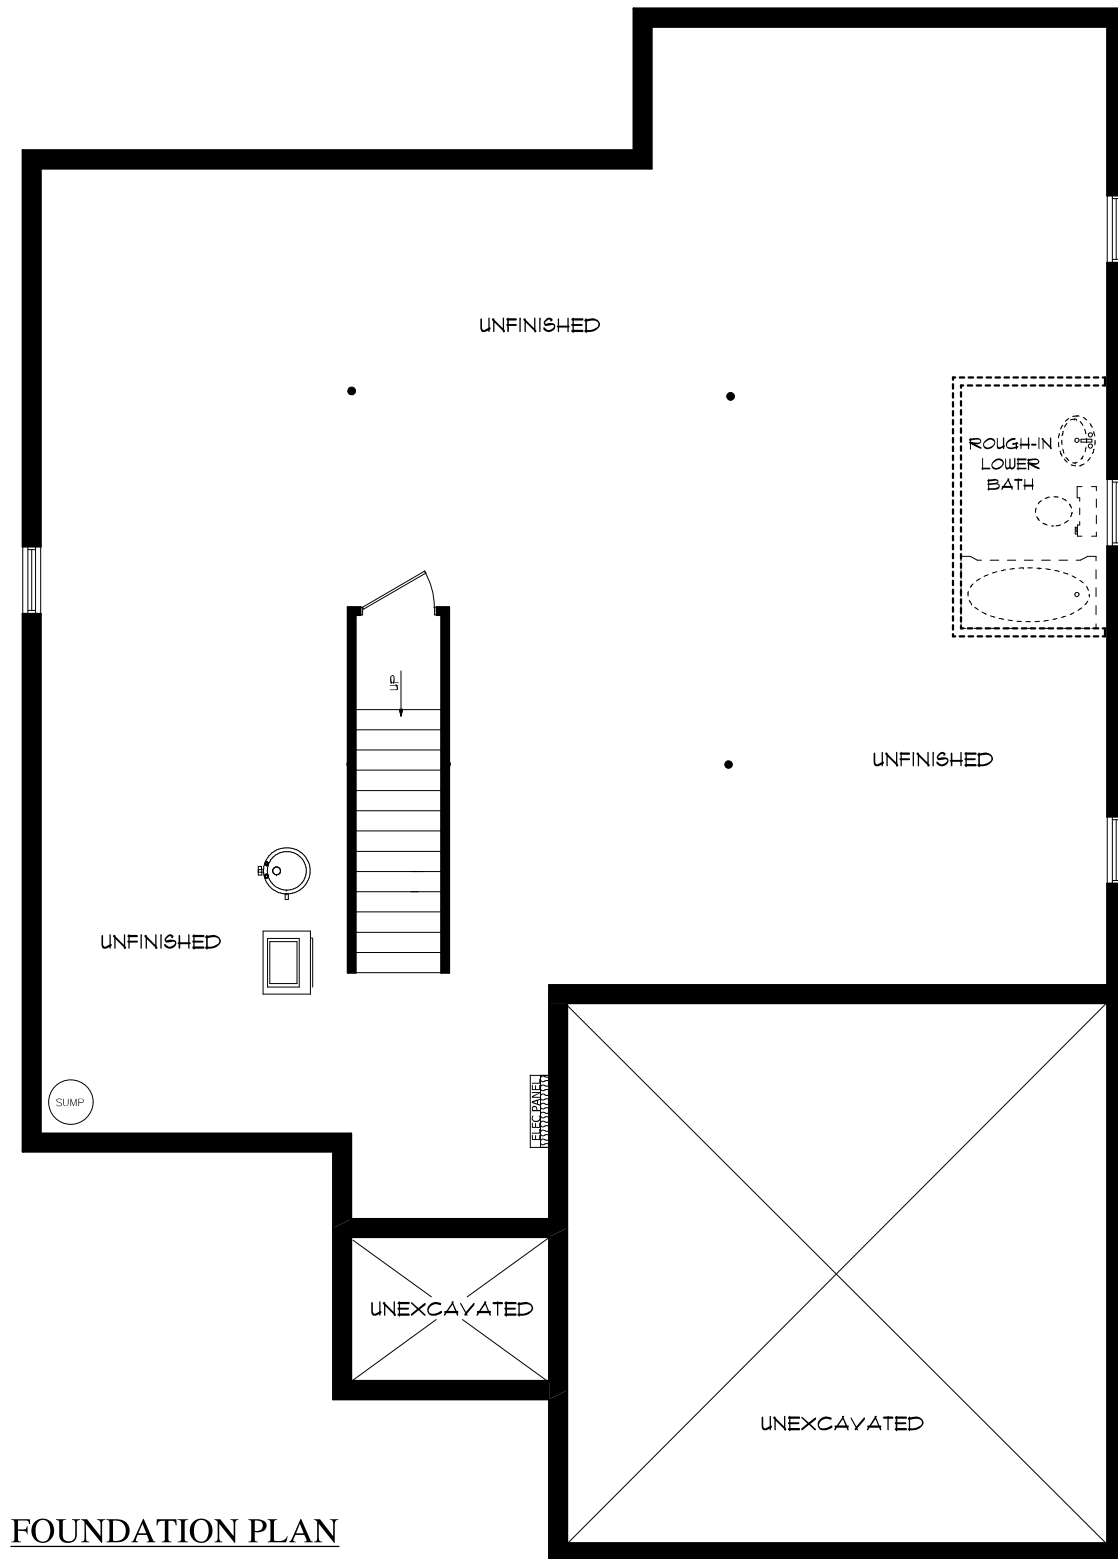 UNFINISHED
ROUGH-IN
LOWER
BATH
UP
UNFINISHED
UNFINISHED
SUMP
ELEC PANEL
UNEXCAVATED
UNEXCAVATED
FOUNDATION PLAN